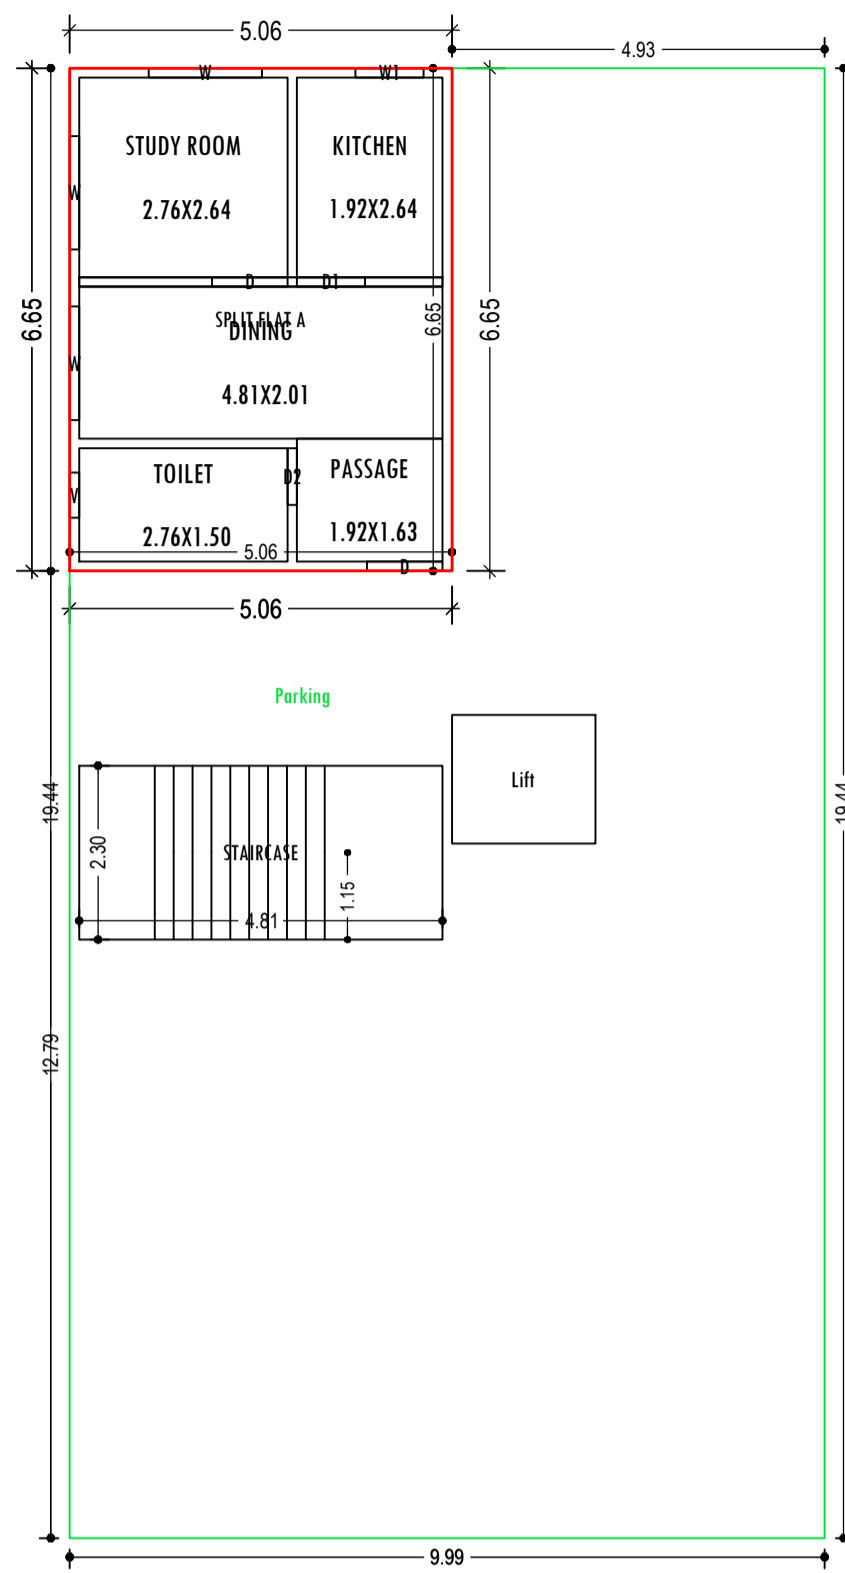 5.06
4.93
W
W1
STUDY ROOM
KITCHEN
W
2.76X2.64
1.92X2.64
D
D1
6.65
6.65
6.65
SPLIT FLAT A
DINING
W
4.81X2.01
TOILET
PASSAGE
D2
V
2.76X1.50
1.92X1.63
5.06
D
5.06
Parking
Lift
19.44
19.44
2.30
STAIRCASE
1.15
4.81
12.79
9.99